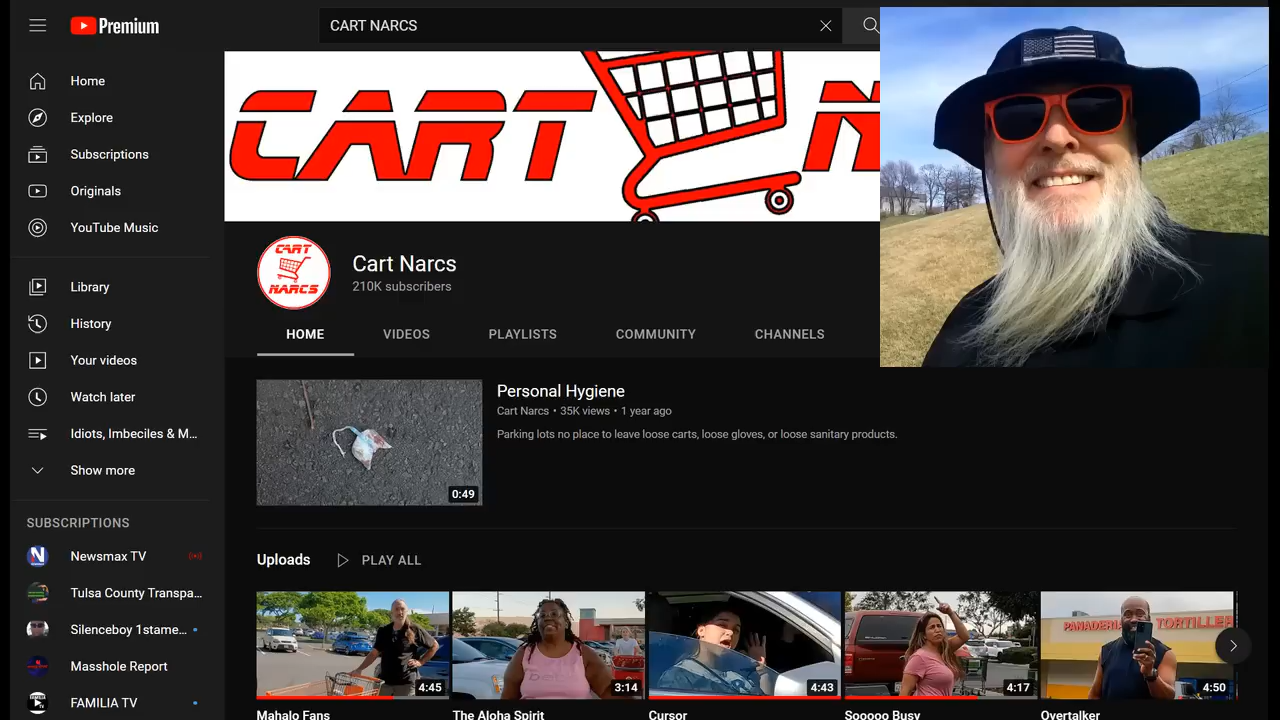 Premium
CART NARCS
Home
Explore
Subscriptions
Originals
YouTube Music
Library
History
Your videos
Watch later
Idiots, Imbeciles & M...
Show more
SUBSCRIPTIONS
Newsmax TV
Tulsa County Transpa...
Silenceboy 1stame...
Masshole Report
FAMILIA TV
CART N
CART
NARCS
Cart Narcs
210K subscribers
HOME
VIDEOS
PLAYLISTS
COMMUNITY
CHANNELS
0:49
Personal Hygiene
Cart Narcs • 35K views • 1 year ago
Parking lots no place to leave loose carts, loose gloves, or loose sanitary products.
Uploads
PLAY ALL
PANADERIA TORTILLER
4:45
3:14
4:43
4:17
4:50
Mahalo Fans
The Aloha Spirit
Cursor
Sooooo Busy
Overtalker